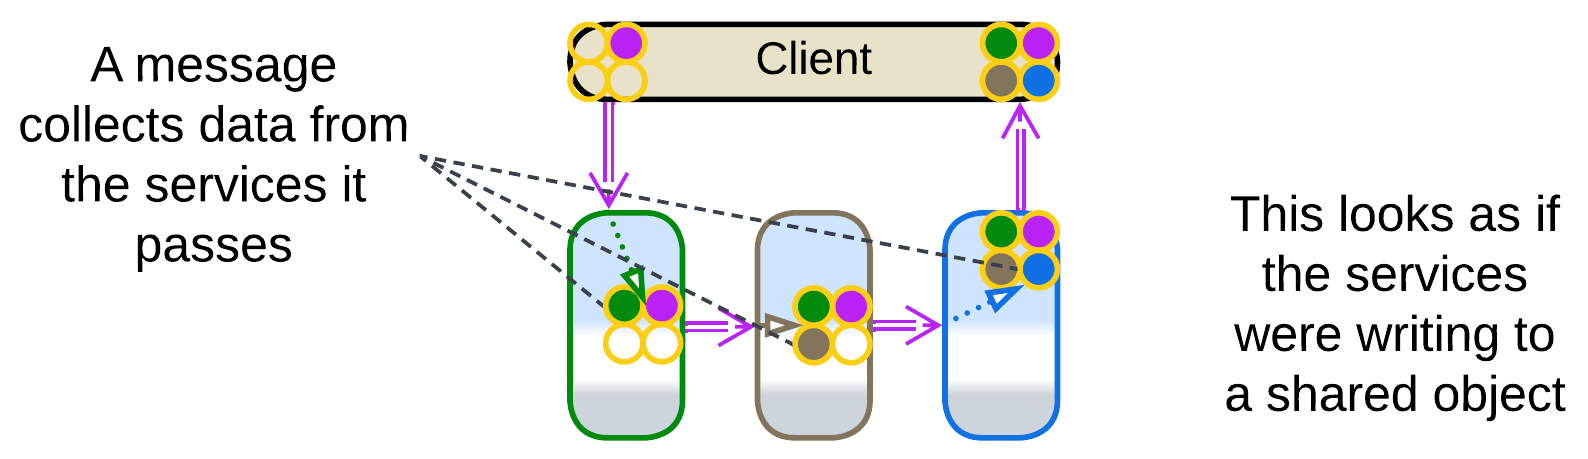 A message
collects data from
the services it
passes
Client
This looks as if
the services
were writing to
a shared object